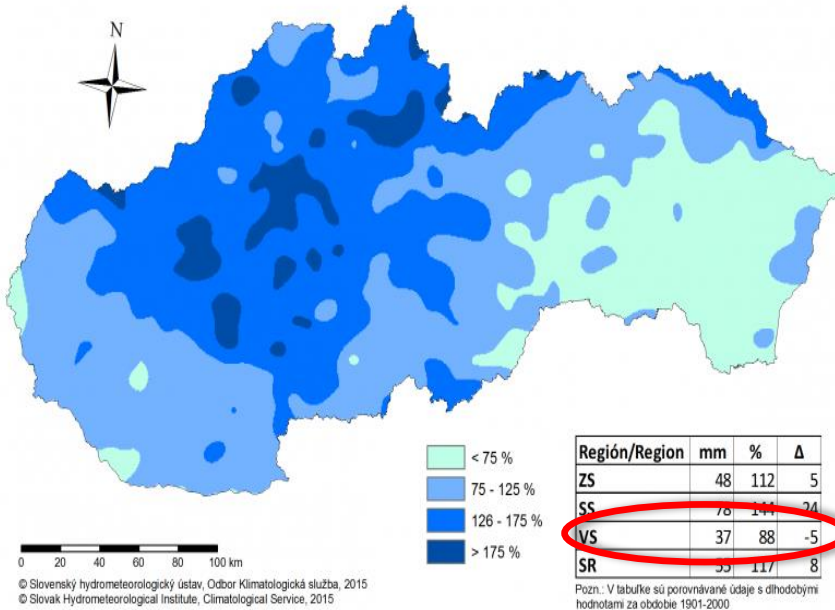 N
< 75 %
75 - 125 %
126 - 175 %
> 175 %
Región/Region mm % Δ
ZS 48 112 5
SS 78 144 24
VS 37 88 -5
SR 55 117 8
Pozn.: V tabuľke sú porovnávané údaje s dlhodobými
hodnotami za obdobie 1901-2000
0 20 40 60 80 100 km
© Slovenský hydrometeorologický ústav, Odbor Klimatologická služba, 2015
© Slovak Hydrometeorological Institute, Climatological Service, 2015